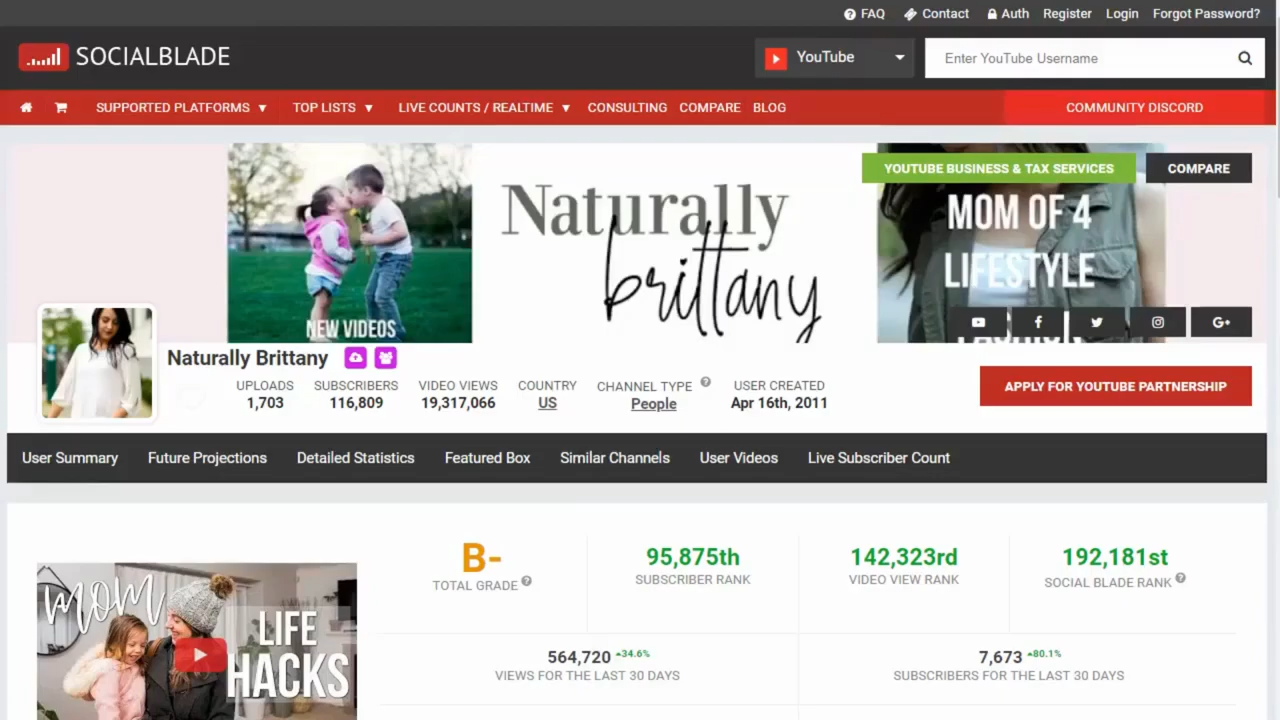 FAQ Contact Auth Register Login Forgot Password?
SOCIALBLADE YouTube Enter YouTube Username
SUPPORTED PLATFORMS TOP LISTS LIVE COUNTS / REALTIME CONSULTING COMPARE BLOG COMMUNITY DISCORD
YOUTUBE BUSINESS & TAX SERVICES COMPARE
Naturally
brittany
MOM OF 4
LIFESTYLE
FASHION
NEW VIDEOS
Naturally Brittany
UPLOADS SUBSCRIBERS VIDEO VIEWS COUNTRY CHANNEL TYPE USER CREATED
1,703 116,809 19,317,066 US People Apr 16th, 2011
APPLY FOR YOUTUBE PARTNERSHIP
User Summary Future Projections Detailed Statistics Featured Box Similar Channels User Videos Live Subscriber Count
B- 95,875th 142,323rd 192,181st
TOTAL GRADE SUBSCRIBER RANK VIDEO VIEW RANK SOCIAL BLADE RANK
mom
LIFE
HACKS
564,720 34.6% 7,673 80.1%
VIEWS FOR THE LAST 30 DAYS SUBSCRIBERS FOR THE LAST 30 DAYS